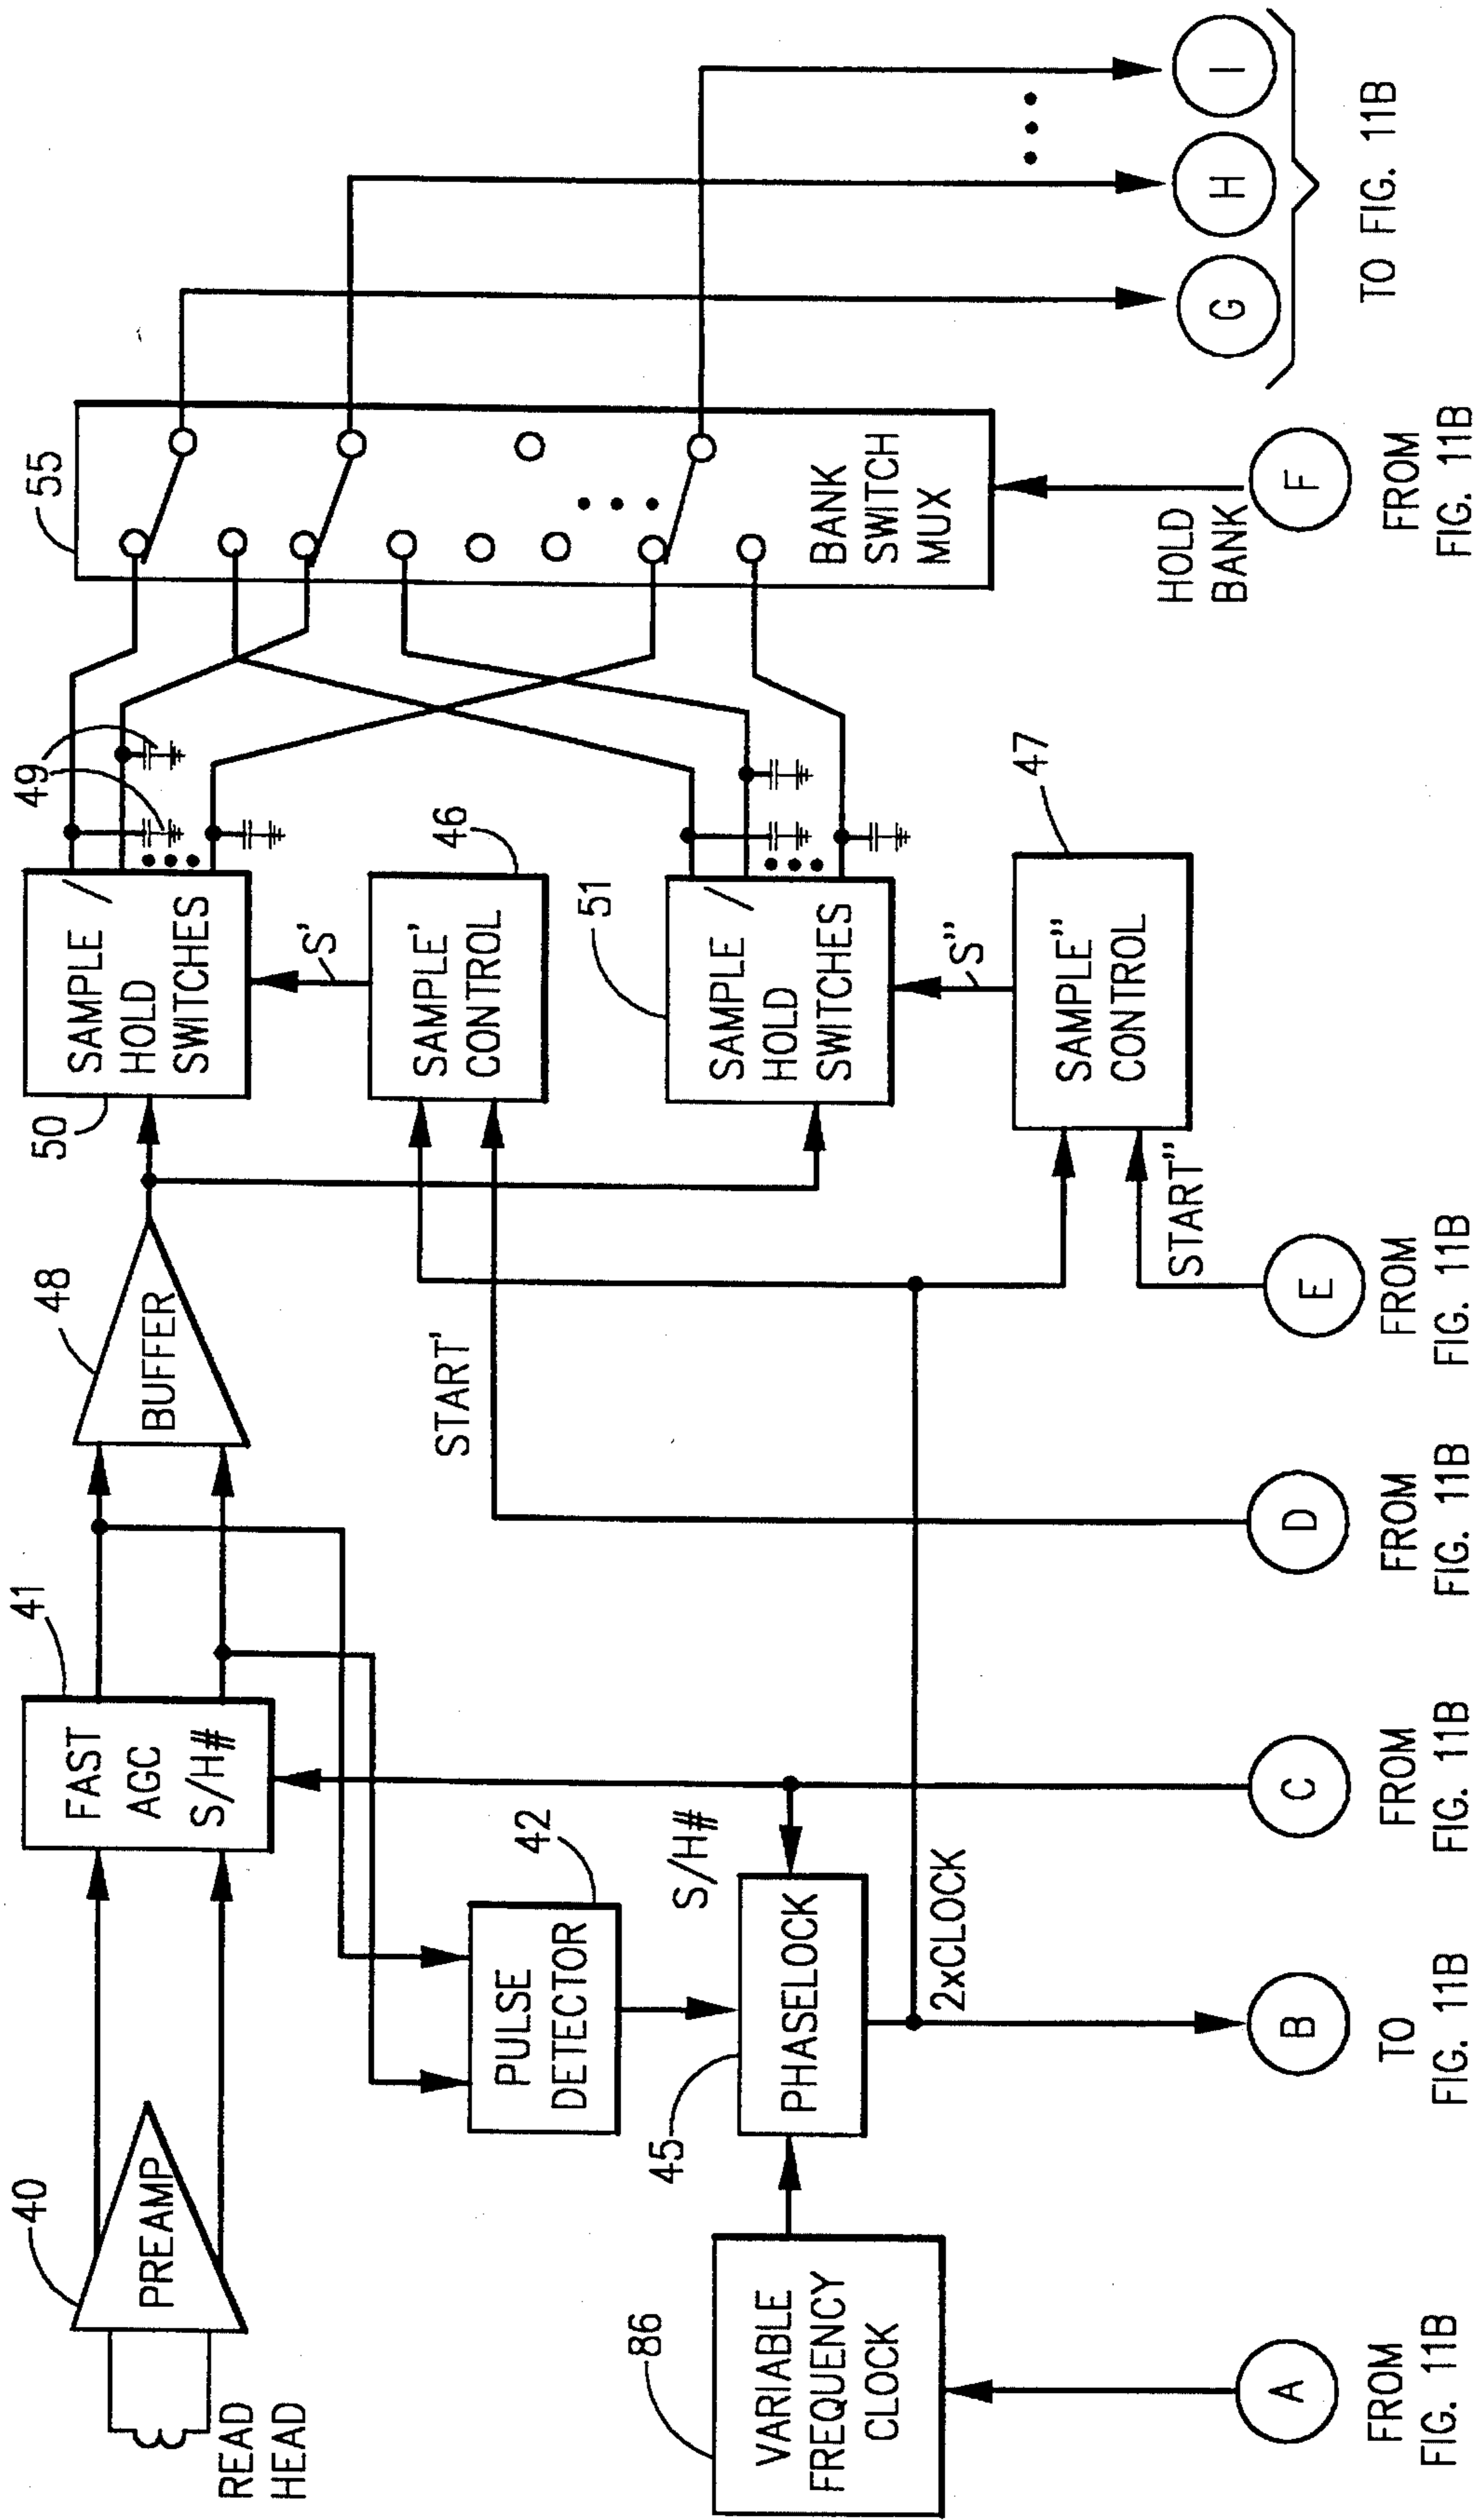 40
PREAMP
READ
HEAD
41
FAST
AGC
S/H#
48
BUFFER
50
SAMPLE /
HOLD
SWITCHES
49
55
BANK
SWITCH
MUX
42
PULSE
DETECTOR
START'
SAMPLE'
CONTROL
46
S'
51
SAMPLE /
HOLD
SWITCHES
S"
SAMPLE"
CONTROL
47
START"
86
VARIABLE
FREQUENCY
CLOCK
45
PHASELOCK
S/H#
2xCLOCK
HOLD
BANK
A
FROM
FIG. 11B
B
TO
FIG. 11B
C
FROM
FIG. 11B
D
FROM
FIG. 11B
E
FROM
FIG. 11B
F
FROM
FIG. 11B
G
H
I
TO FIG. 11B